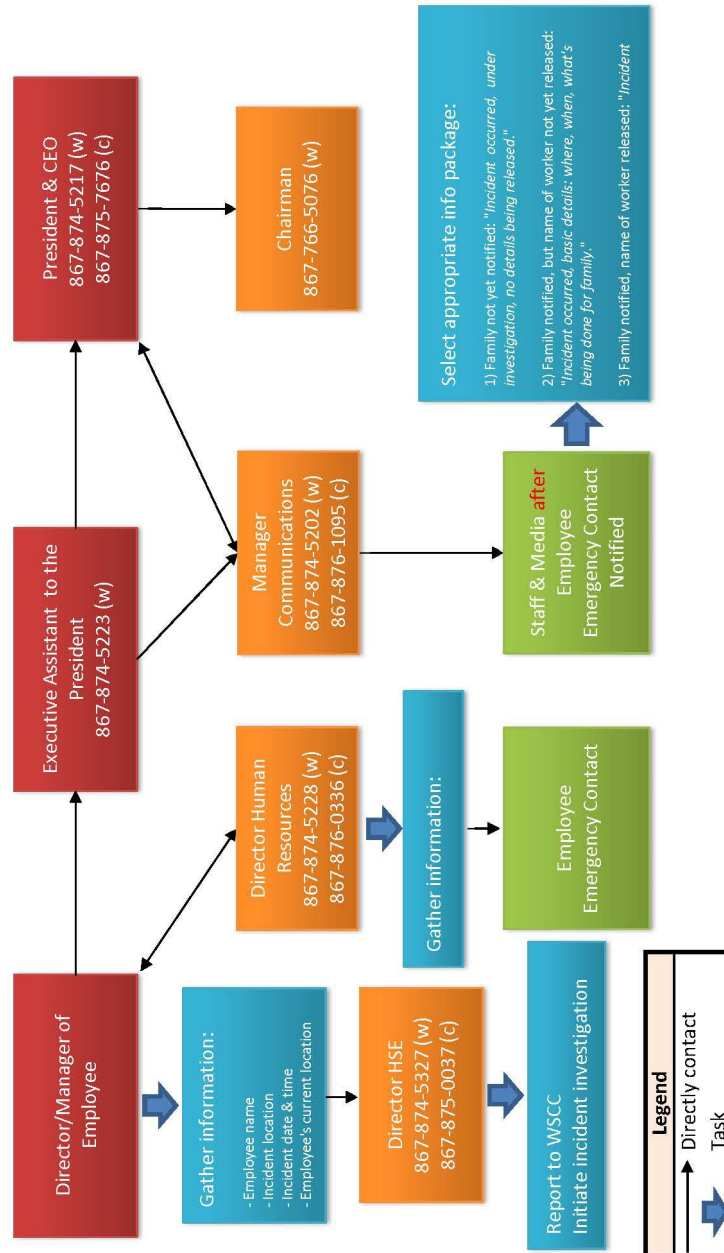 Director/Manager of
Employee
Executive Assistant  to the
President
867-874-5223 (w)
President & CEO
867-874-5217 (w)
867-875-7676 (c)
Gather information:
- Employee name
- Incident location
- Incident date & time
- Employee's current location
Director Human
Resources
867-874-5228 (w)
867-876-0336 (c)
Manager
Communications
867-874-5202 (w)
867-876-1095 (c)
Chairman
867-766-5076 (w)
Director HSE
867-874-5327 (w)
867-875-0037 (c)
Gather information:
Report to WSCC
Initiate incident investigation
Employee
Emergency Contact
Staff & Media after
Employee
Emergency Contact
Notified
Select appropriate info package:
1) Family not yet notified: "Incident occurred, under
investigation, no details being released."
2) Family notified, but name of worker not yet released:
"Incident occurred, basic details: where, when, what's
being done for family."
3) Family notified, name of worker released: "Incident
Legend
Directly contact
Task